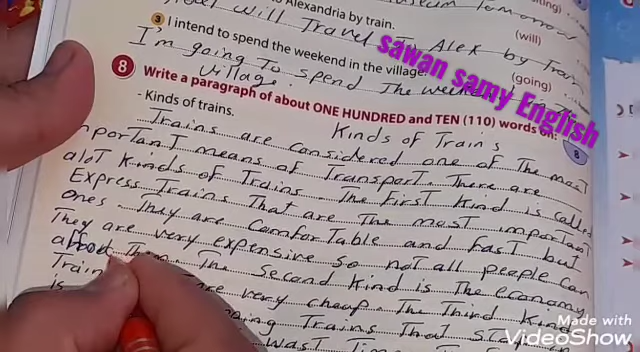 Alexandria by train.
will Travel To Alex by Train
(will)
3 I intend to spend the weekend in the village.
I'm going To spend The weekend
(going)
village.
8 Write a paragraph of about ONE HUNDRED and TEN (110) words on:
- Kinds of trains.
Kinds of Trains
Trains are considered one of The most
important means of Transport. There are
alot Kinds of Trains. The first Kind is called
Express Trains That are The most important
ones. They are comforTable and fast but
They are very expensive so not all people can
afford Them. The second Kind is the economy
Train are very cheap. The Third Kind
is Trains That
sawan samy English
8
Made with
VideoShow